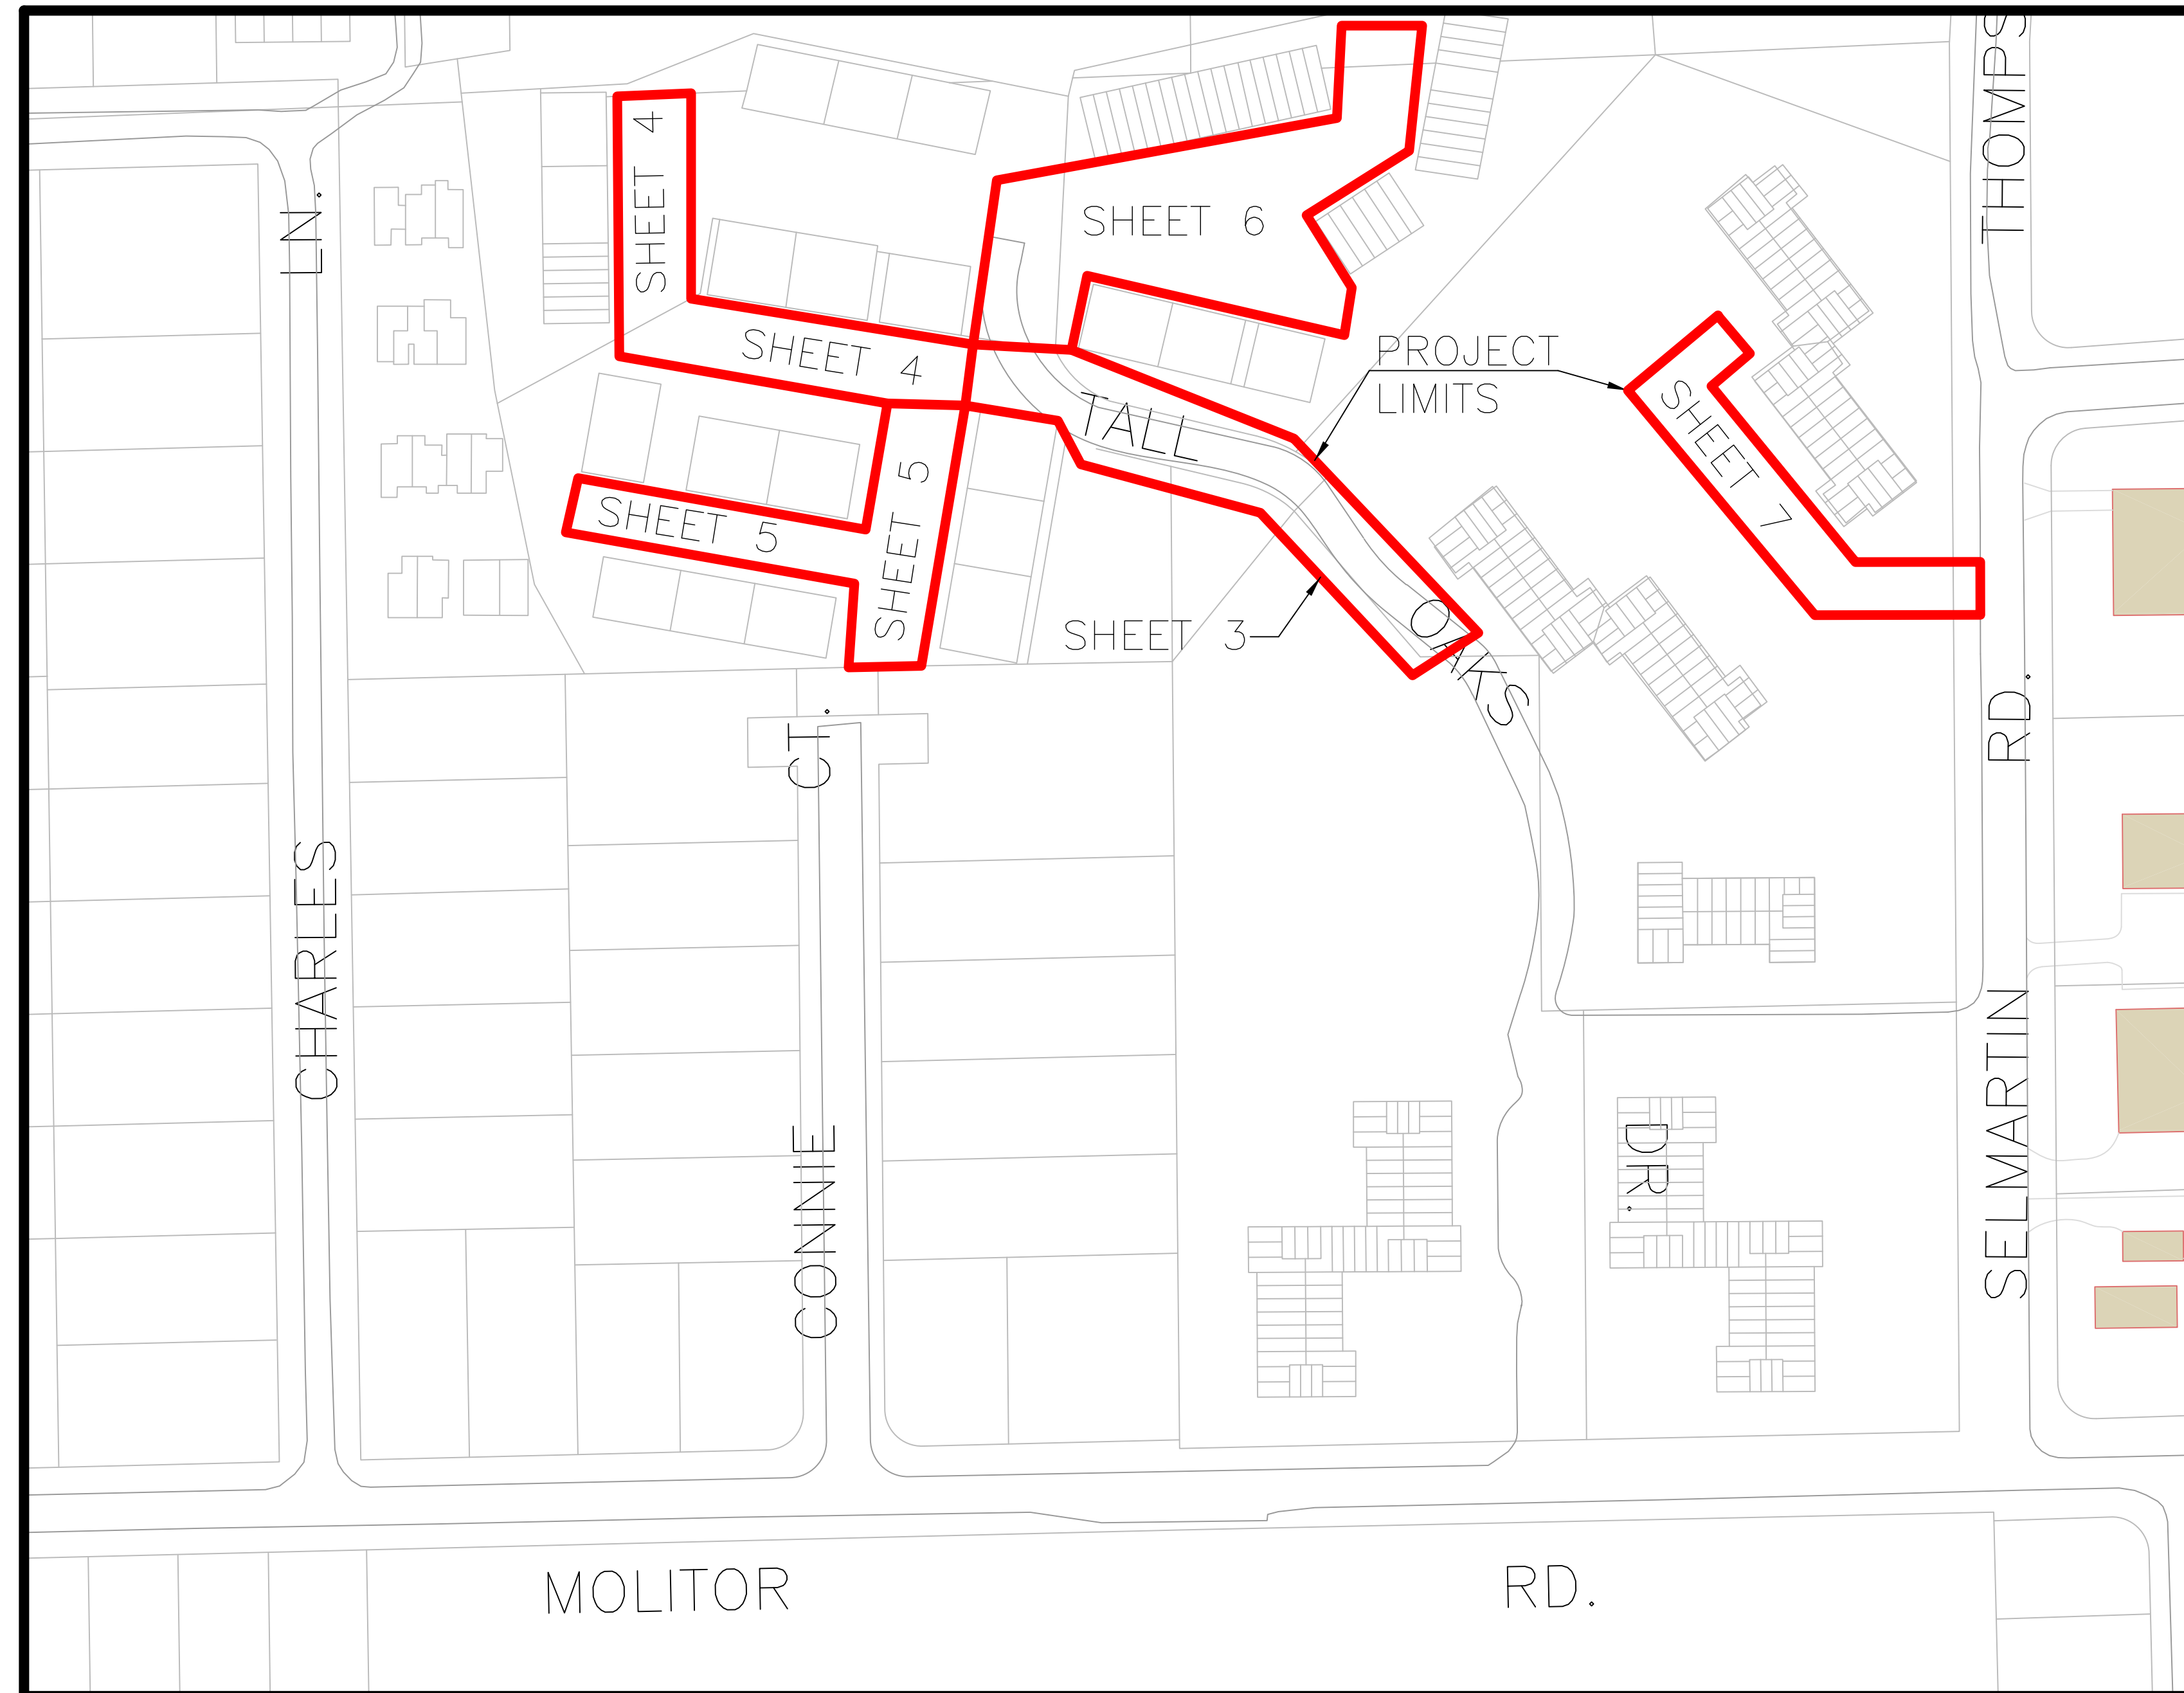 THOMPS
LN.
SHEET 4
SHEET 6
SHEET 4
PROJECT
LIMITS
TALL
SHEET 7
SHEET 5
SHEET 5
SHEET 3
OAKS
RD.
CT.
CHARLES
CONNIE
DR.
SELMARTIN
MOLITOR RD.